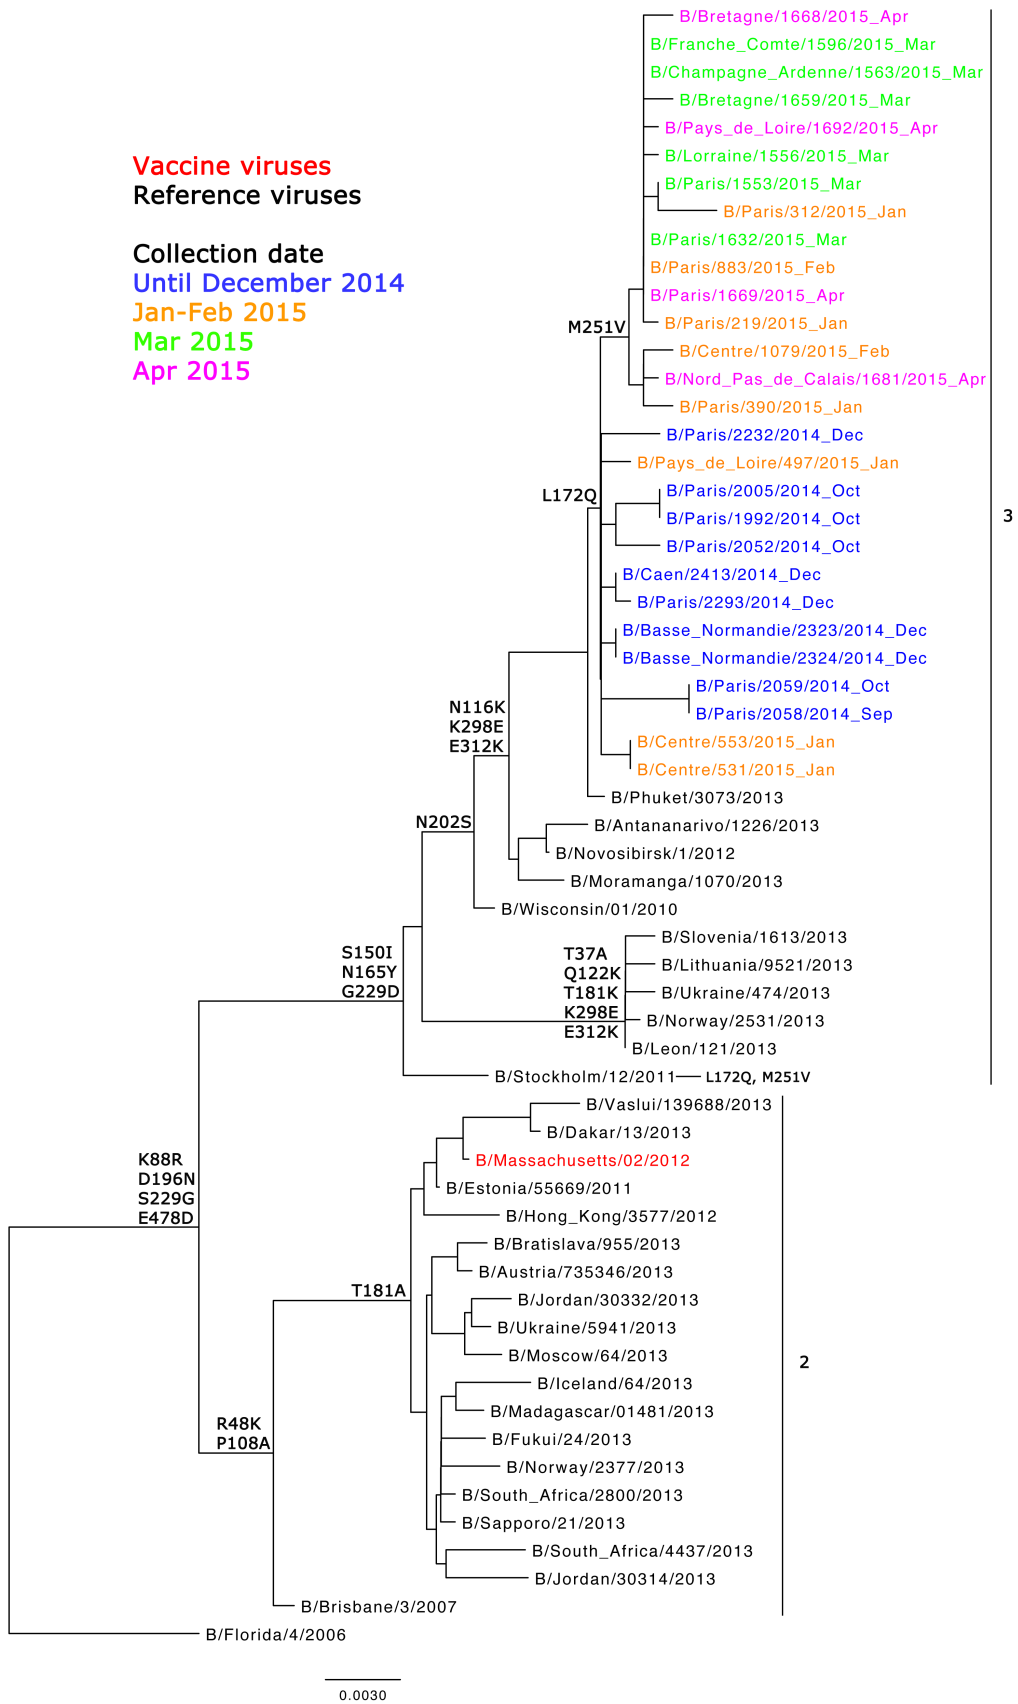 B/Bretagne/1668/2015_Apr
B/Franche_Comte/1596/2015_Mar
B/Champagne_Ardenne/1563/2015_Mar
B/Bretagne/1659/2015_Mar
B/Pays_de_Loire/1692/2015_Apr
B/Lorraine/1556/2015_Mar
B/Paris/1553/2015_Mar
B/Paris/312/2015_Jan
B/Paris/1632/2015_Mar
B/Paris/883/2015_Feb
B/Paris/1669/2015_Apr
B/Paris/219/2015_Jan
B/Centre/1079/2015_Feb
B/Nord_Pas_de_Calais/1681/2015_Apr
B/Paris/390/2015_Jan
B/Paris/2232/2014_Dec
B/Pays_de_Loire/497/2015_Jan
B/Paris/2005/2014_Oct
B/Paris/1992/2014_Oct
B/Paris/2052/2014_Oct
B/Caen/2413/2014_Dec
B/Paris/2293/2014_Dec
B/Basse_Normandie/2323/2014_Dec
B/Basse_Normandie/2324/2014_Dec
B/Paris/2059/2014_Oct
B/Paris/2058/2014_Sep
B/Centre/553/2015_Jan
B/Centre/531/2015_Jan
B/Phuket/3073/2013
B/Antananarivo/1226/2013
B/Novosibirsk/1/2012
B/Moramanga/1070/2013
B/Wisconsin/01/2010
B/Slovenia/1613/2013
B/Lithuania/9521/2013
B/Ukraine/474/2013
B/Norway/2531/2013
B/Leon/121/2013
B/Stockholm/12/2011
L172Q, M251V
B/Vaslui/139688/2013
B/Dakar/13/2013
B/Massachusetts/02/2012
B/Estonia/55669/2011
B/Hong_Kong/3577/2012
B/Bratislava/955/2013
B/Austria/735346/2013
B/Jordan/30332/2013
B/Ukraine/5941/2013
B/Moscow/64/2013
B/Iceland/64/2013
B/Madagascar/01481/2013
B/Fukui/24/2013
B/Norway/2377/2013
B/South_Africa/2800/2013
B/Sapporo/21/2013
B/South_Africa/4437/2013
B/Jordan/30314/2013
B/Brisbane/3/2007
B/Florida/4/2006
Vaccine viruses
Reference viruses
Collection date
Until December 2014
Jan-Feb 2015
Mar 2015
Apr 2015
M251V
L172Q
N116K
K298E
E312K
N202S
S150I
N165Y
G229D
T37A
Q122K
T181K
K298E
E312K
K88R
D196N
S229G
E478D
T181A
R48K
P108A
3
2
0.0030